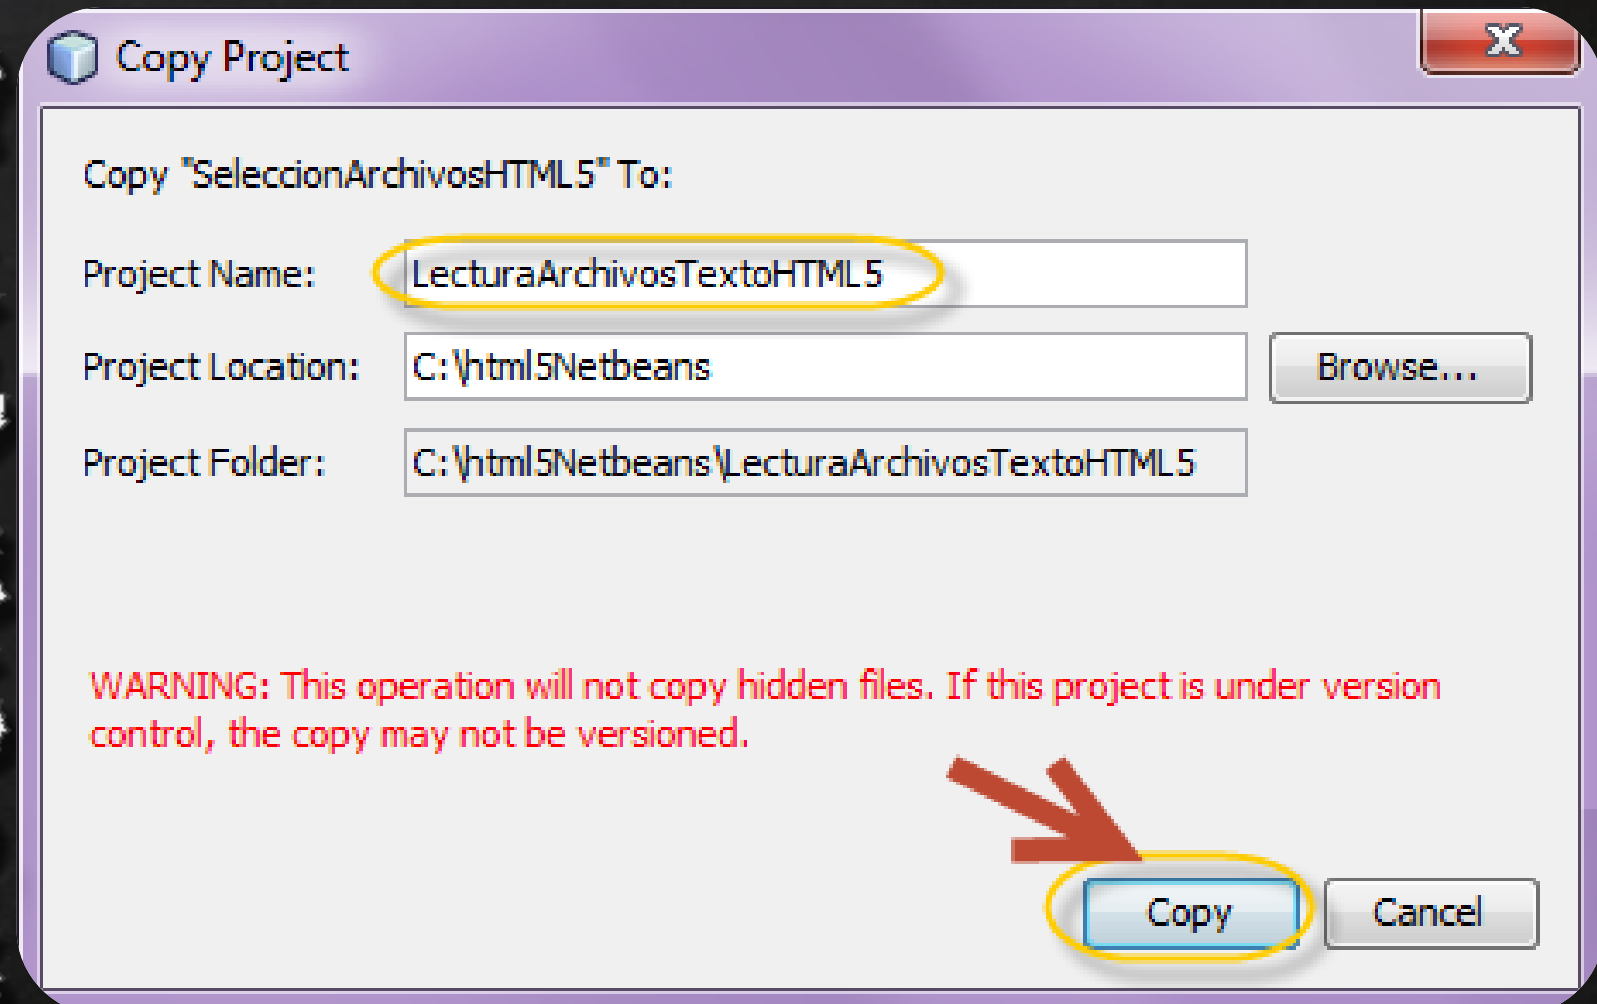 Copy Project
Copy "SeleccionArchivosHTML5" To:
Project Name: LecturaArchivosTextoHTML5
Project Location: C:\html5Netbeans Browse...
Project Folder: C:\html5Netbeans\LecturaArchivosTextoHTML5
WARNING: This operation will not copy hidden files. If this project is under version
control, the copy may not be versioned.
Copy Cancel